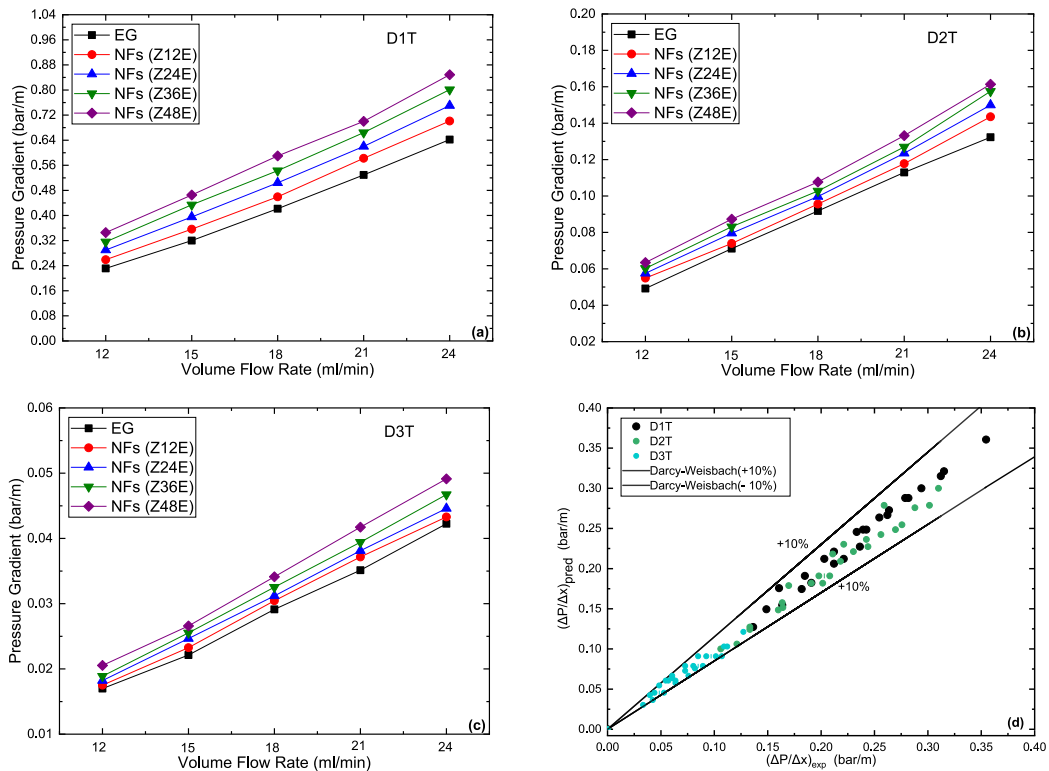 1.04
0.96
0.88
0.80
0.72
0.64
0.56
0.48
0.40
0.32
0.24
0.16
0.08
0.00
Pressure Gradient (bar/m)
EG
NFs (Z12E)
NFs (Z24E)
NFs (Z36E)
NFs (Z48E)
D1T
(a)
12 15 18 21 24
Volume Flow Rate (ml/min)
0.20
0.18
0.16
0.14
0.12
0.10
0.08
0.06
0.04
0.02
Pressure Gradient (bar/m)
EG
NFs (Z12E)
NFs (Z24E)
NFs (Z36E)
NFs (Z48E)
D2T
(b)
12 15 18 21 24
Volume Flow Rate (ml/min)
0.06
0.05
0.04
0.03
0.02
0.01
Pressure Gradient (bar/m)
EG
NFs (Z12E)
NFs (Z24E)
NFs (Z36E)
NFs (Z48E)
D3T
(c)
12 15 18 21 24
Volume Flow Rate (ml/min)
0.40
0.35
0.30
0.25
0.20
0.15
0.10
0.05
0.00
(ΔP/Δx)pred (bar/m)
D1T
D2T
D3T
Darcy-Weisbach(+10%)
Darcy-Weisbach(- 10%)
+10%
+10%
(d)
0.00 0.05 0.10 0.15 0.20 0.25 0.30 0.35 0.40
(ΔP/Δx)exp (bar/m)